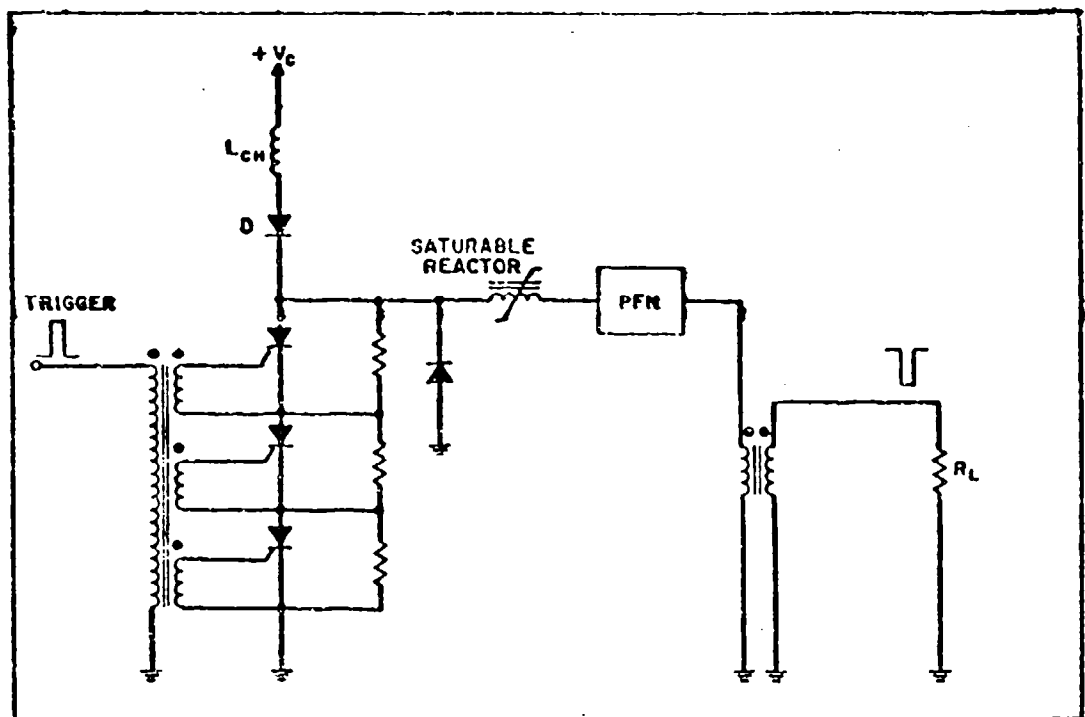 + Vc
LCH
D
SATURABLE
REACTOR
TRIGGER
PFN
RL